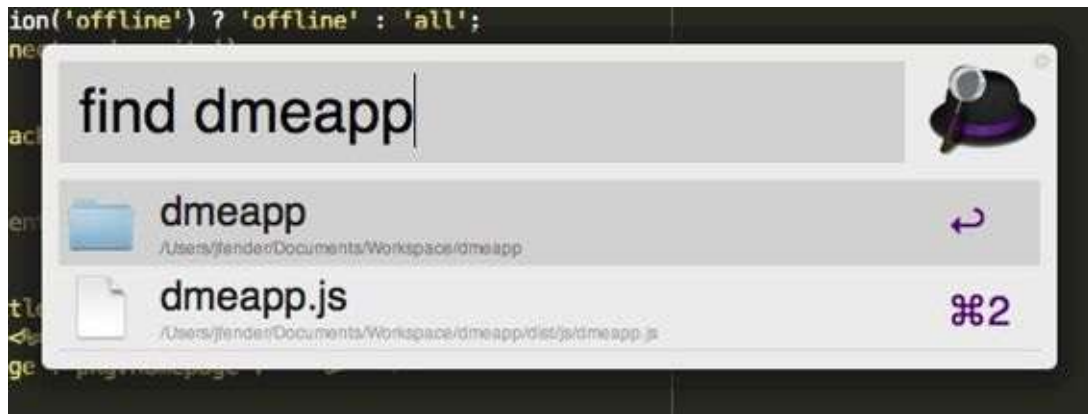 ion('offline') ? 'offline' : 'all';
find dmeapp
dmeapp
↩
/Users/jfender/Documents/Workspace/dmeapp
dmeapp.js
⌘2
/Users/jfender/Documents/Workspace/dmeapp/dist/js/dmeapp.js